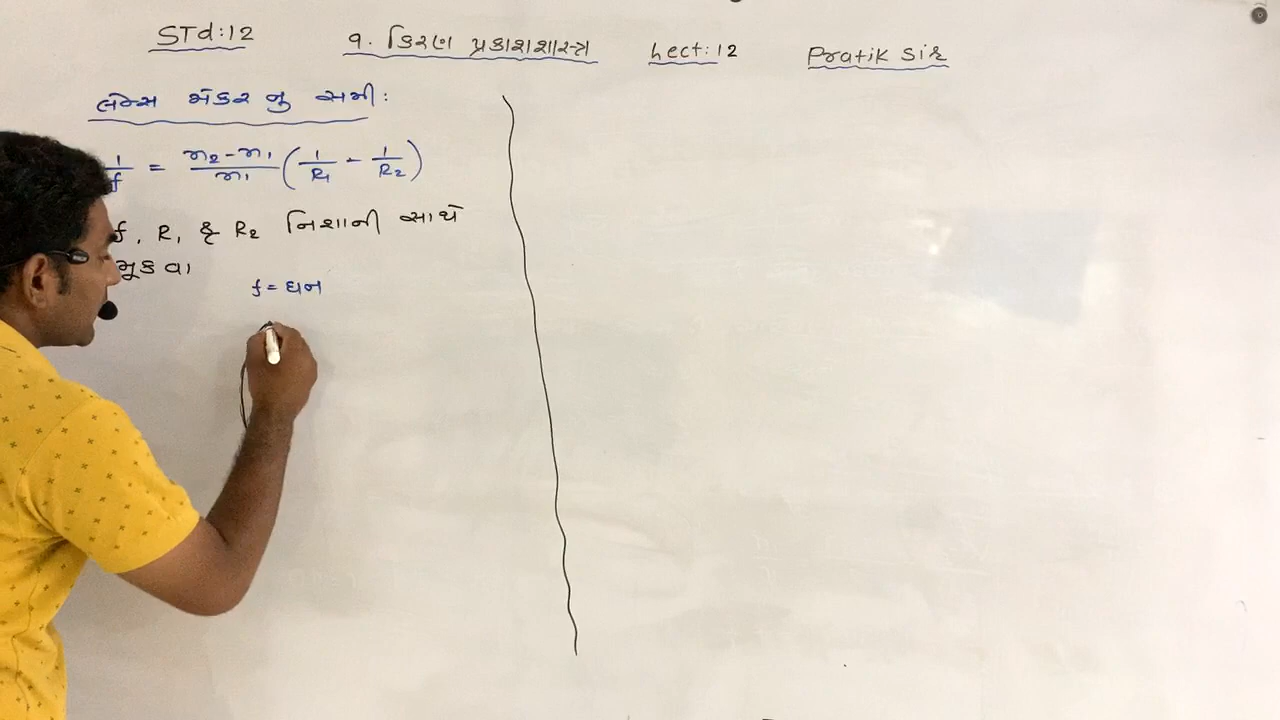 STd:12 ૧. કિરણ પ્રકાશશાસ્ત્ર Lect:12 Pratik Sir
લેન્સ મેકર નુ સમી:
1/f = n₂-n₁/n₁ (1/R₁ - 1/R₂)
f, R₁ & R₂ નિશાની સાથે
મૂકવા
f = ધન